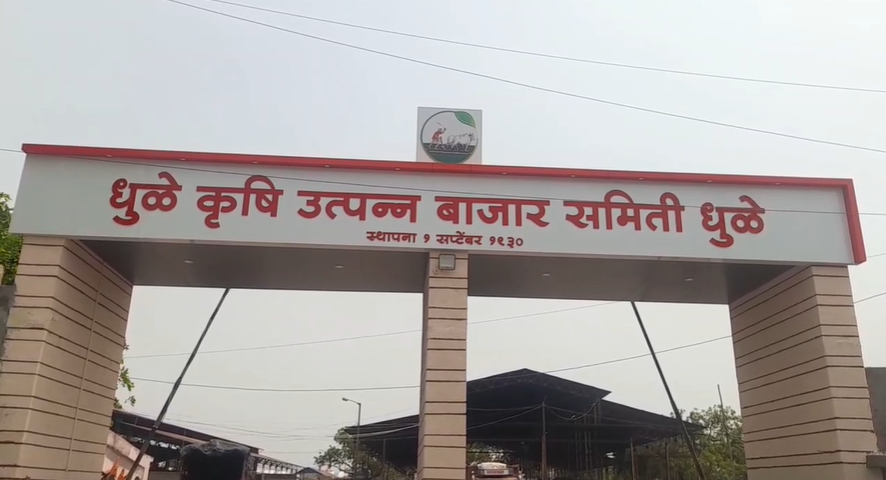 धुळे कृषि उत्पन्न बाजार समिती धुळे
स्थापना १ सप्टेंबर १९३०